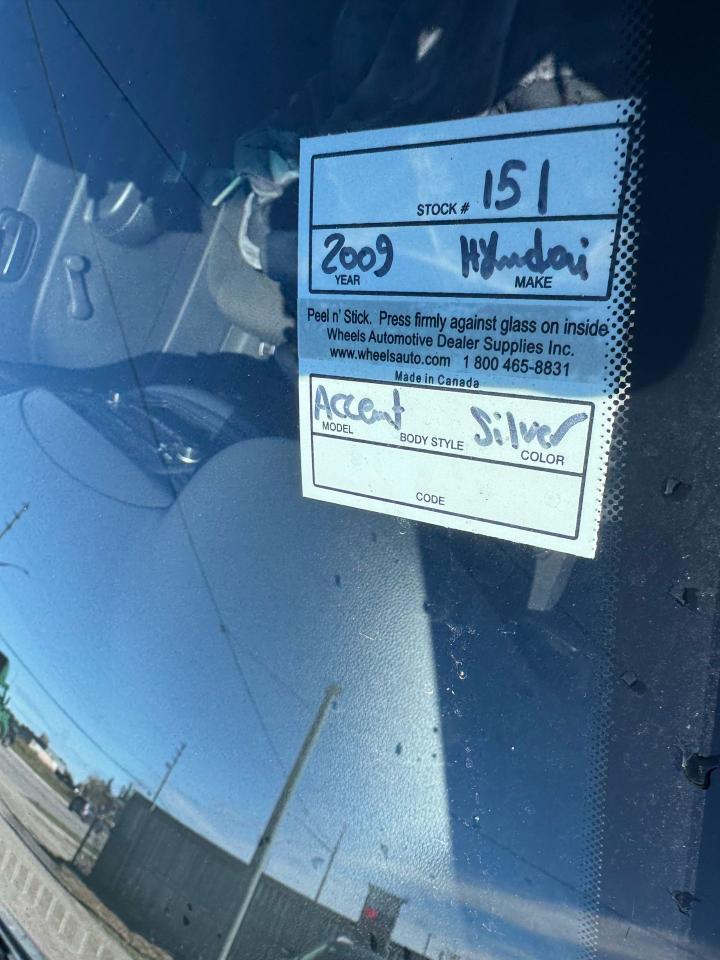 STOCK # 151
2009 Hyundai
YEAR MAKE
Peel n' Stick. Press firmly against glass on inside
Wheels Automotive Dealer Supplies Inc.
www.wheelsauto.com 1 800 465-8831
Made in Canada
Accent Silver
MODEL BODY STYLE COLOR
CODE